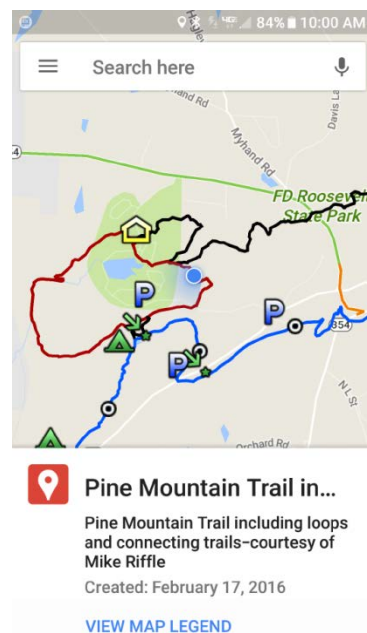 84% 10:00 AM
Search here
Davis La
Myhand Rd
FD Roosevelt
State Park
P
P
P
354
N L St
Orchard Rd
Pine Mountain Trail in...
Pine Mountain Trail including loops
and connecting trails-courtesy of
Mike Riffle
Created: February 17, 2016
VIEW MAP LEGEND